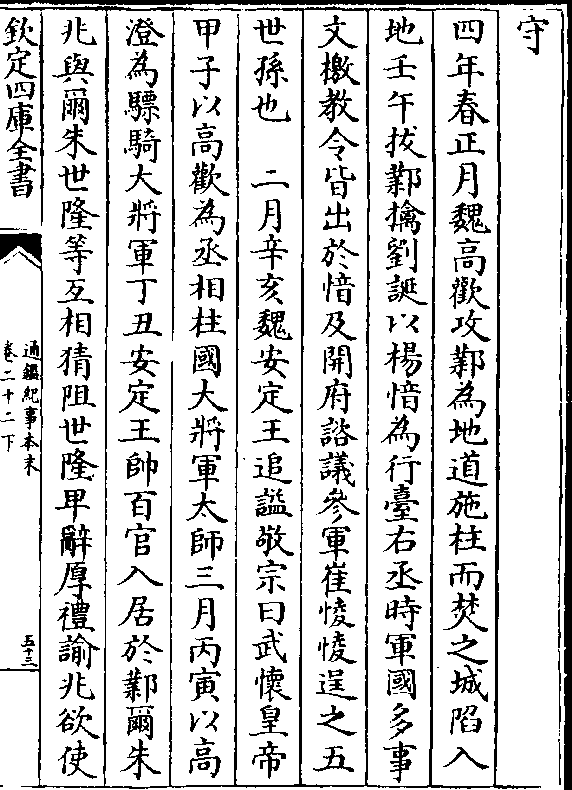 守
四年春正月魏高歡攻鄴為地道施柱而焚之城陷入
地壬午拔鄴擒劉誕以楊愔為行臺右丞時軍國多事
文檄教令皆出於愔及開府諮議參軍崔㥄㥄逞之五
世孫也　二月辛亥魏安定王追謚敬宗曰武懷皇帝
甲子以高歡為丞相柱國大將軍太師三月丙寅以高
澄為驃騎大將軍丁丑安定王帥百官入居於鄴爾朱
兆與爾朱世隆等互相猜阻世隆卑辭厚禮諭兆欲使
欽定四庫全書
通鑑紀事本末
卷二十二下
五十三